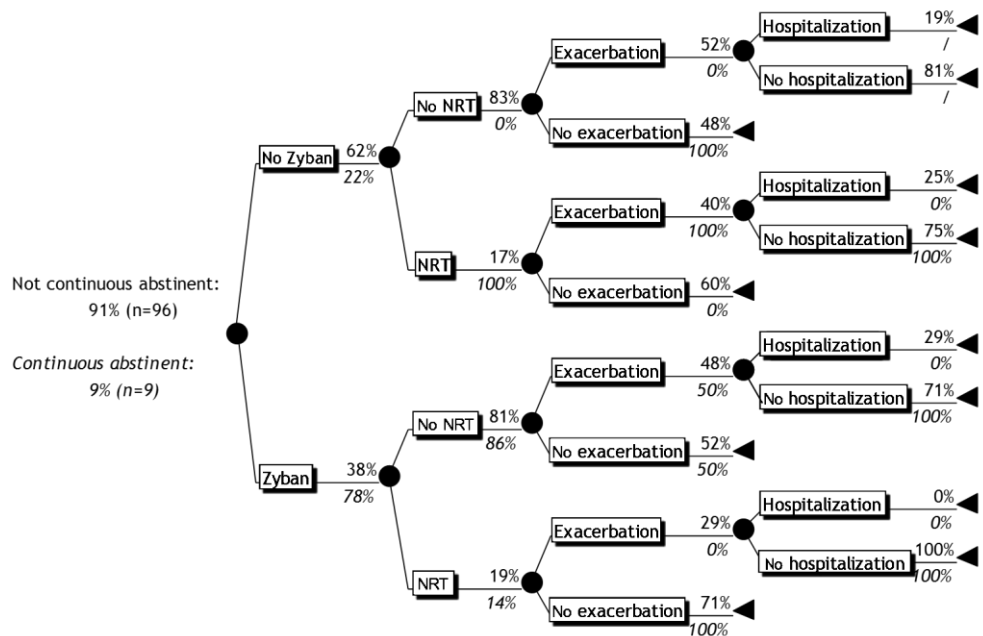 Hospitalization 19%
/
Exacerbation 52%
0%
No hospitalization 81%
/
No NRT 83%
0%
No exacerbation 48%
100%
No Zyban 62%
22%
Hospitalization 25%
0%
Exacerbation 40%
100%
No hospitalization 75%
100%
NRT 17%
100%
No exacerbation 60%
0%
Not continuous abstinent:
91% (n=96)
Continuous abstinent:
9% (n=9)
Hospitalization 29%
0%
Exacerbation 48%
50%
No hospitalization 71%
100%
No NRT 81%
86%
No exacerbation 52%
50%
Zyban 38%
78%
Hospitalization 0%
0%
Exacerbation 29%
0%
No hospitalization 100%
100%
NRT 19%
14%
No exacerbation 71%
100%